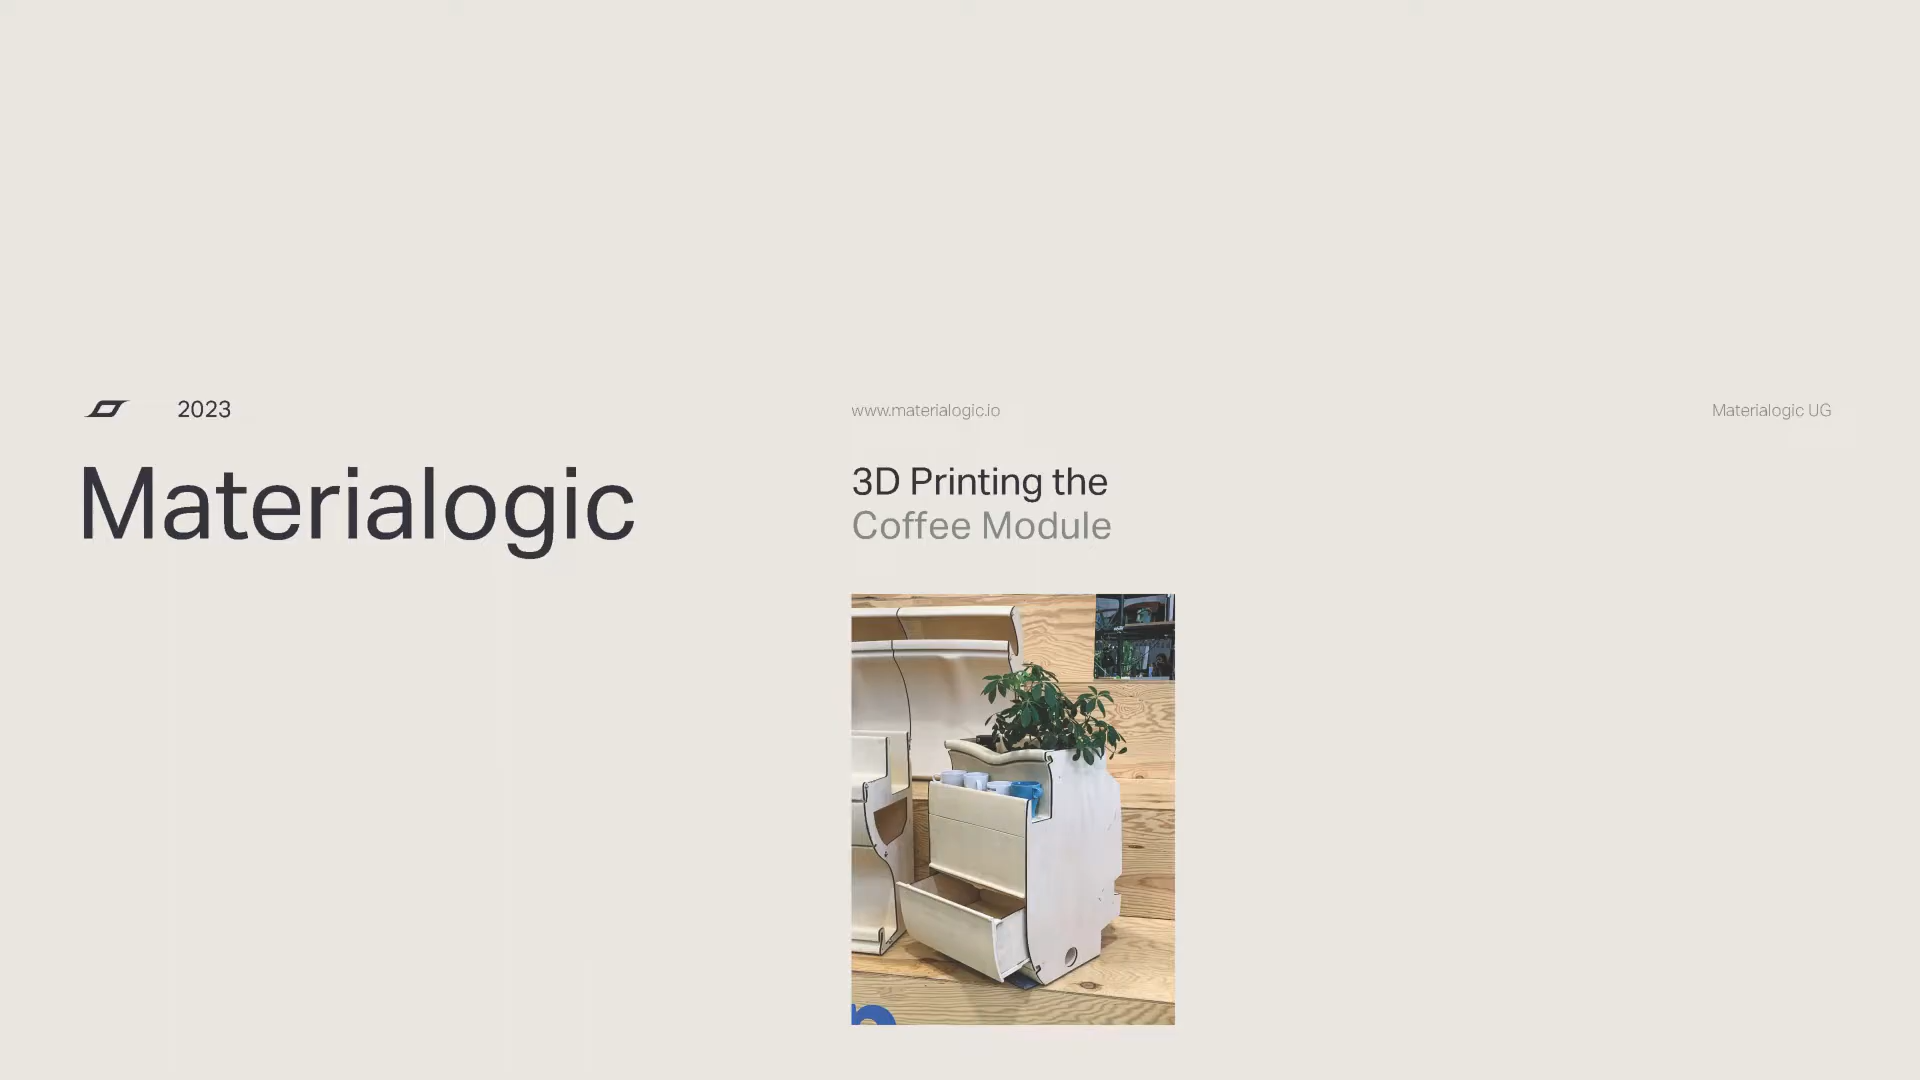 2023
www.materialogic.io
Materialogic UG
Materialogic
3D Printing the
Coffee Module